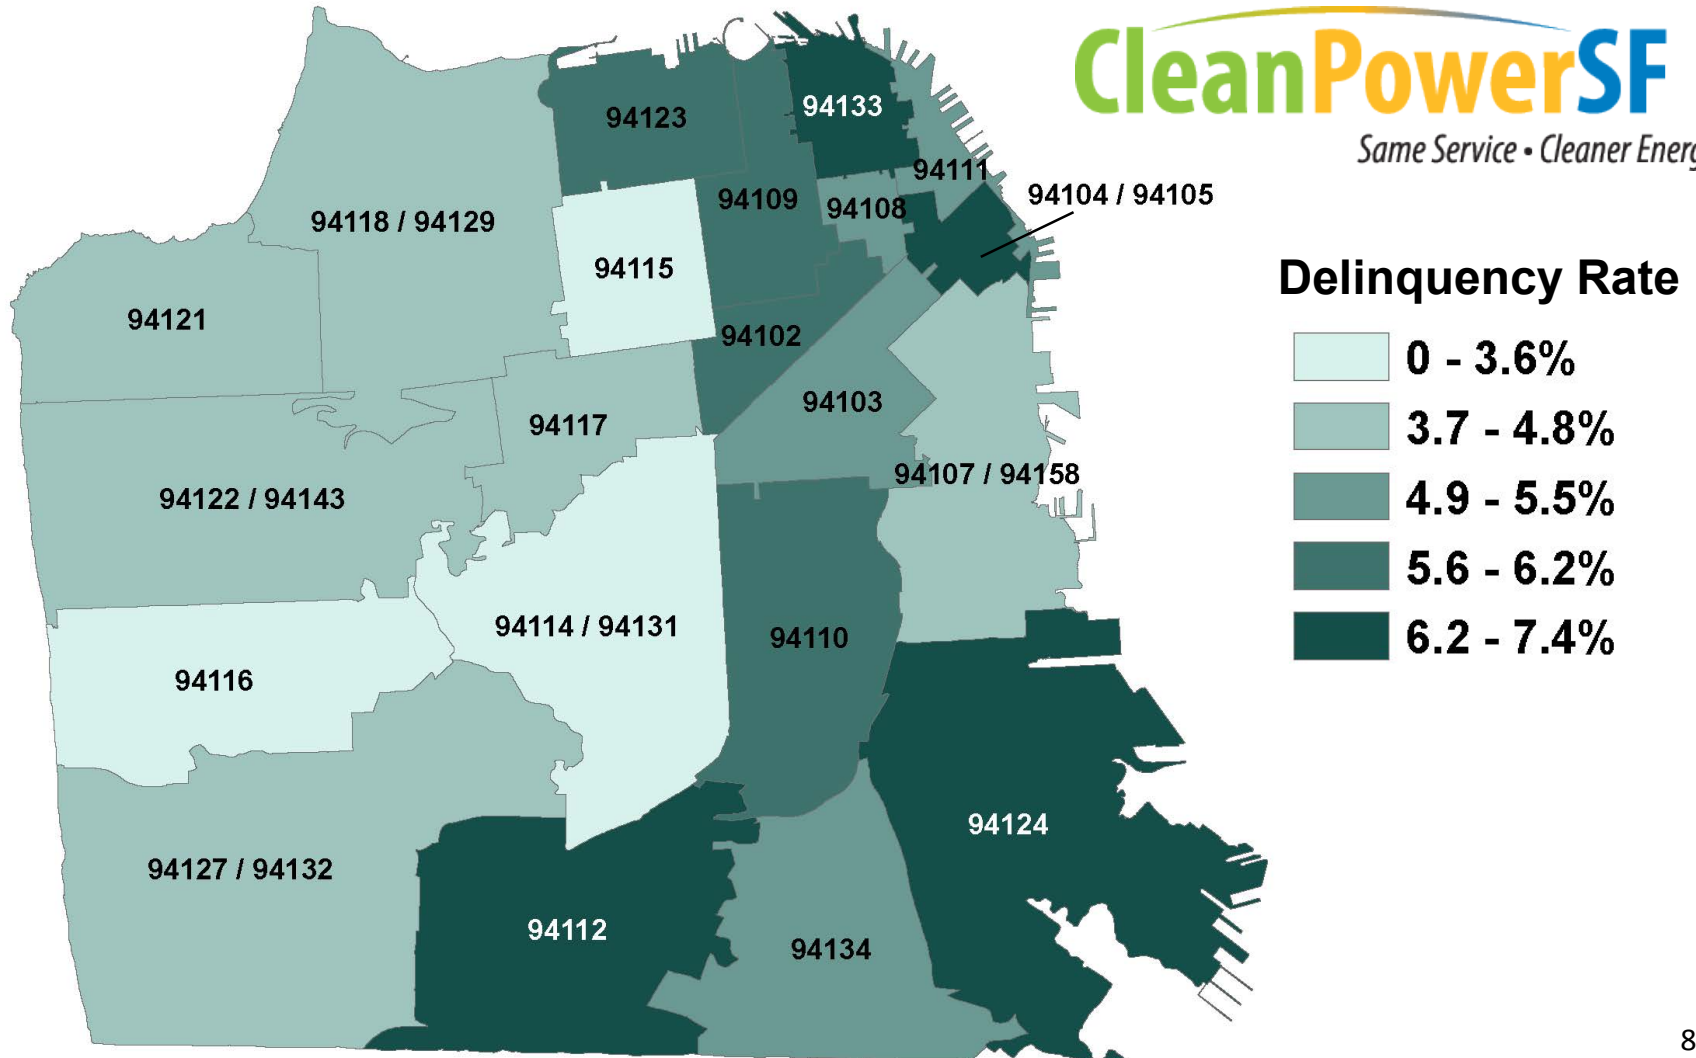 CleanPowerSF
Same Service • Cleaner Energ
94133
94123
94111
94104 / 94105
94109
94108
94118 / 94129
94115
94121
94102
94103
94117
94107 / 94158
94122 / 94143
94114 / 94131
94110
94116
94124
94127 / 94132
94112
94134
Delinquency Rate
0 - 3.6%
3.7 - 4.8%
4.9 - 5.5%
5.6 - 6.2%
6.2 - 7.4%
8